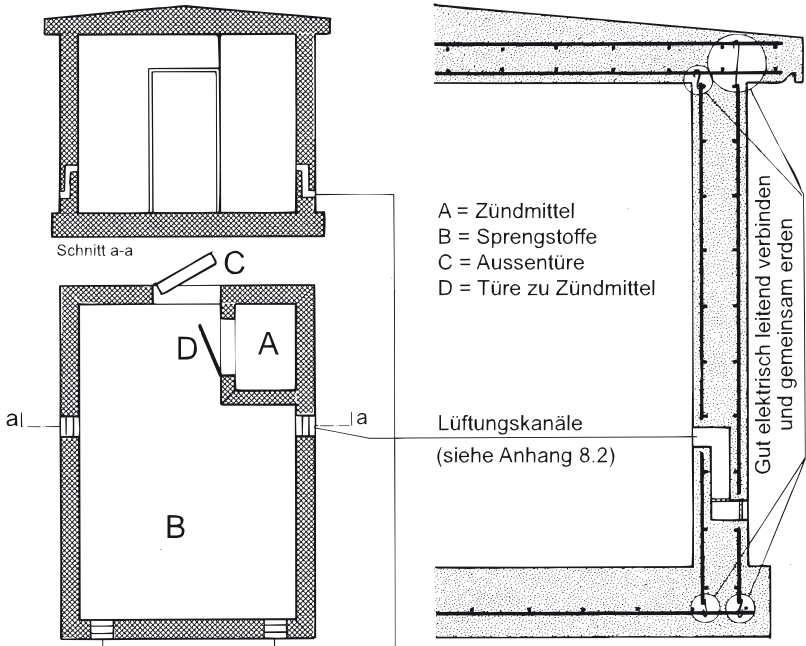 Schnitt a-a
C
D
A
a
a
B
A = Zündmittel
B = Sprengstoffe
C = Aussentüre
D = Türe zu Zündmittel
Lüftungskanäle
(siehe Anhang 8.2)
Gut elektrisch leitend verbinden
und gemeinsam erden